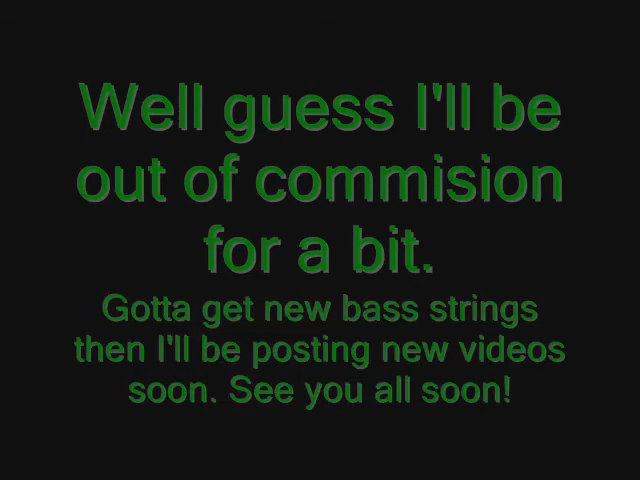 Well guess I'll be
out of commision
for a bit.
Gotta get new bass strings
then I'll be posting new videos
soon. See you all soon!